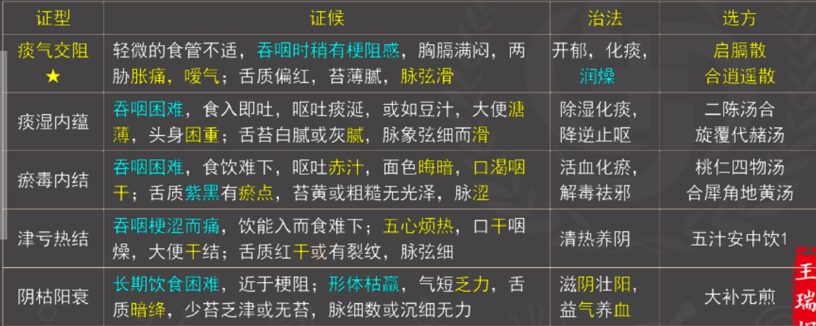 证型 证候 治法 选方
痰气交阻 ★ 轻微的食管不适，吞咽时稍有梗阻感，胸膈满闷，两 开郁，化痰， 启膈散
胁胀痛，嗳气；舌质偏红，苔薄腻，脉弦滑 润燥 合逍遥散
痰湿内蕴 吞咽困难，食入即吐，呕吐痰涎，或如豆汁，大便溏 除湿化痰， 二陈汤合
薄，头身困重；舌苔白腻或灰腻，脉象弦细而滑 降逆止呕 旋覆代赭汤
瘀毒内结 吞咽困难，食饮难下，呕吐赤汁，面色晦暗，口渴咽 活血化瘀， 桃仁四物汤
干；舌质紫黑有瘀点，苔黄或粗糙无光泽，脉涩 解毒祛邪 合犀角地黄汤
津亏热结 吞咽梗涩而痛，饮能入而食难下；五心烦热，口干咽 清热养阴 五汁安中饮1
燥，大便干结；舌质红干或有裂纹，脉弦细
阴枯阳衰 长期饮食困难，近于梗阻，形体枯羸，气短乏力，舌 滋阴壮阳， 大补元煎
质暗绛，少苔乏津或无苔，脉细数或沉细无力 益气养血
王
瑞